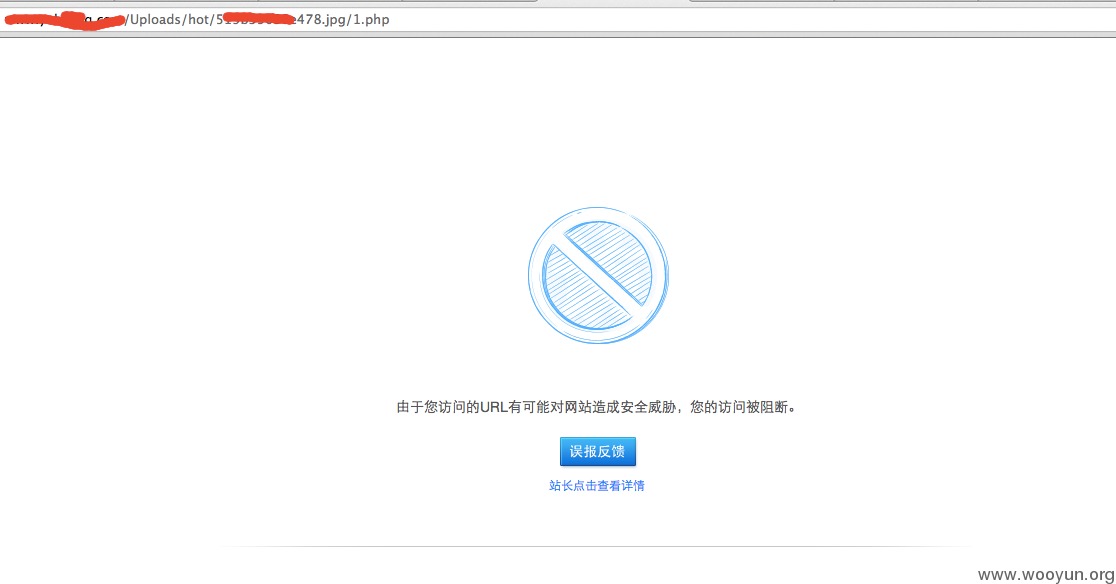 /Uploads/hot/5 478.jpg/1.php
由于您访问的URL有可能对网站造成安全威胁，您的访问被阻断。
误报反馈
站长点击查看详情
www.wooyun.org